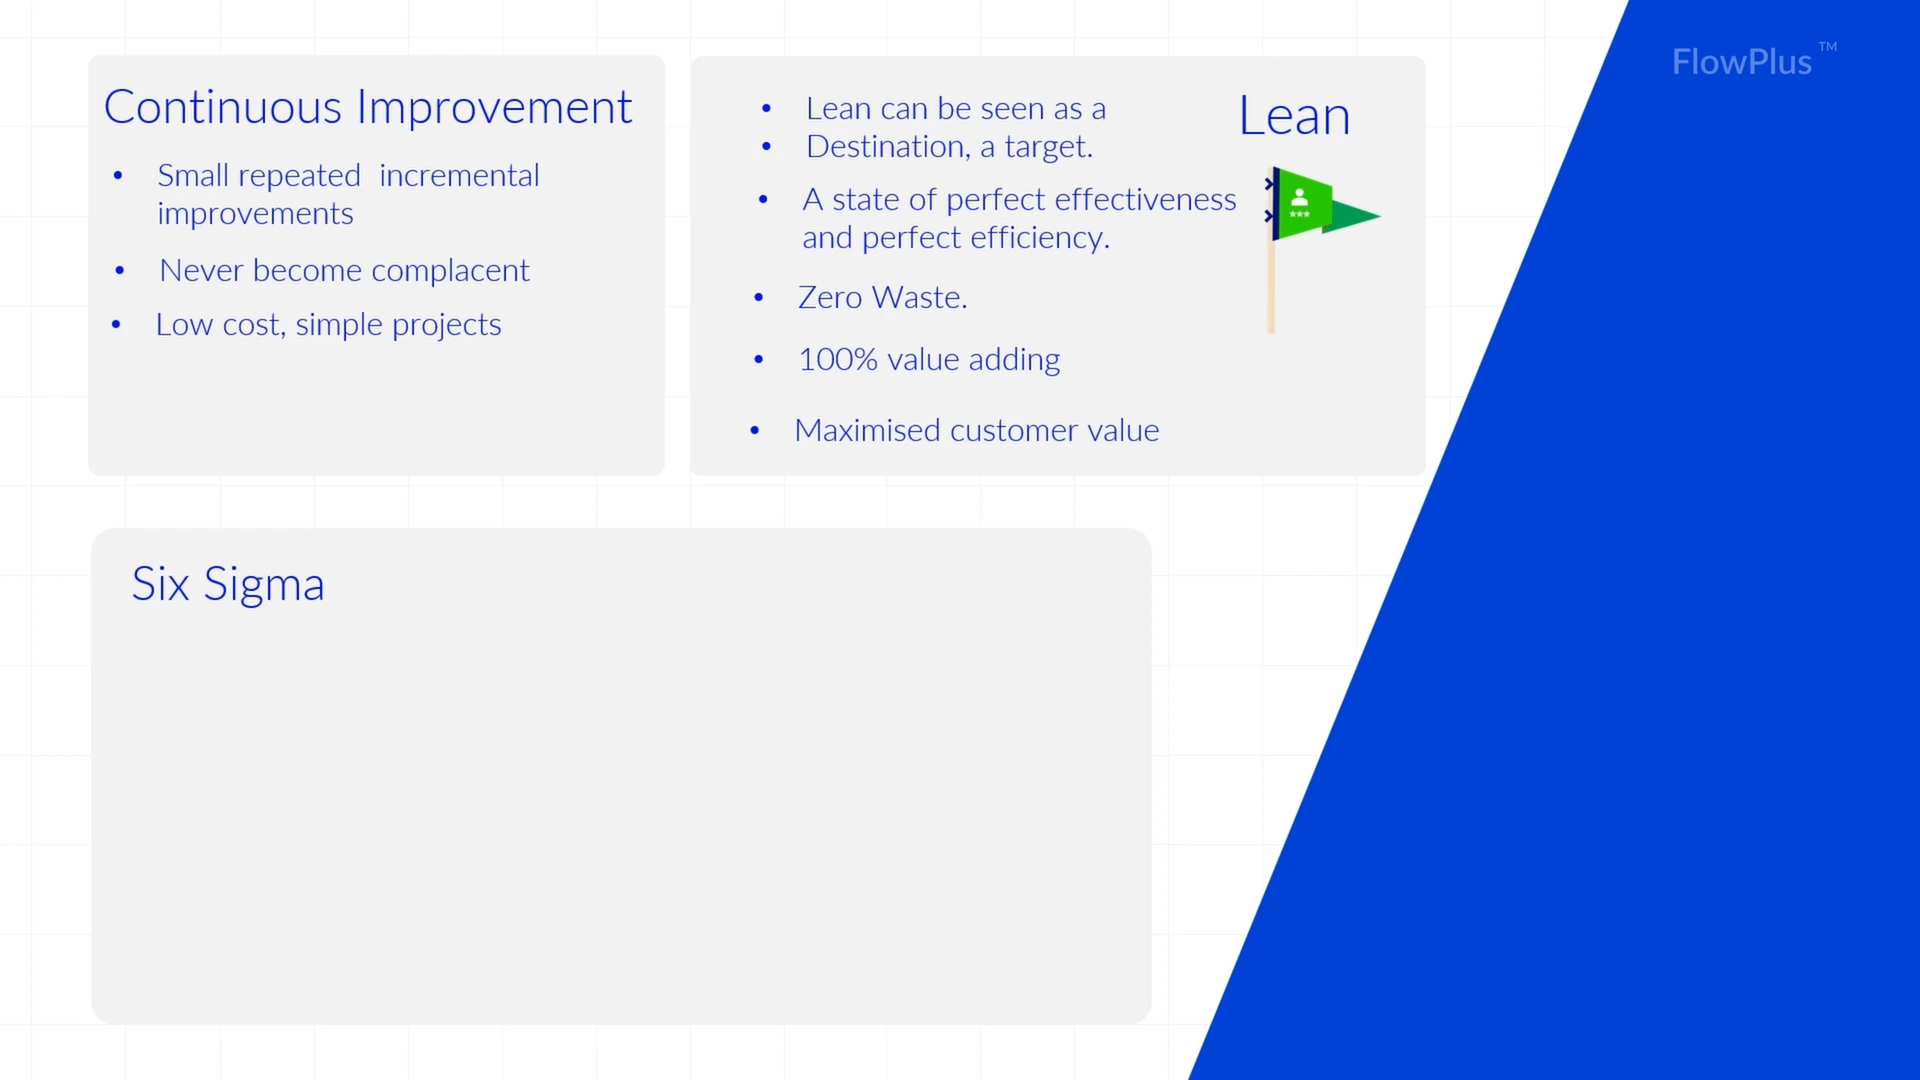 Continuous Improvement
• Small repeated  incremental
improvements
• Never become complacent
• Low cost, simple projects
• Lean can be seen as a
• Destination, a target.
• A state of perfect effectiveness
and perfect efficiency.
• Zero Waste.
• 100% value adding
• Maximised customer value
Lean
FlowPlus™
Six Sigma